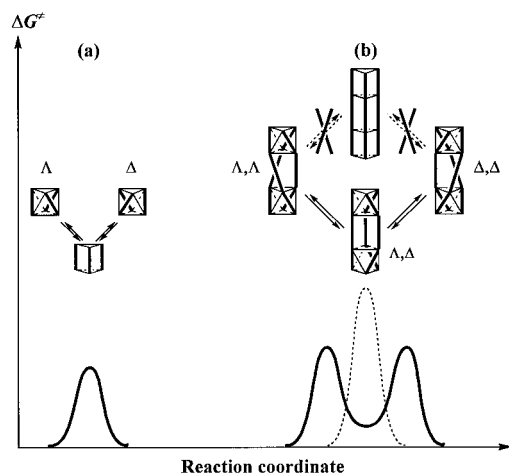 ΔG≠
(a)
(b)
Λ
Δ
Λ,Λ
Δ,Δ
Λ,Δ
Reaction coordinate